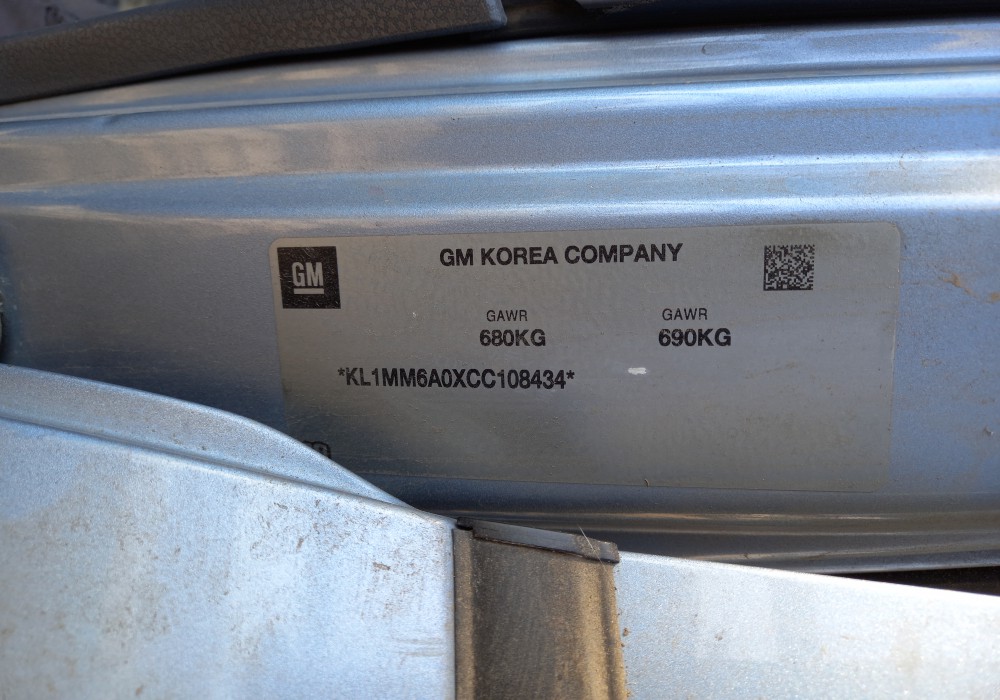 GM
GM KOREA COMPANY
GAWR GAWR
680KG 690KG
*KL1MM6A0XCC108434*